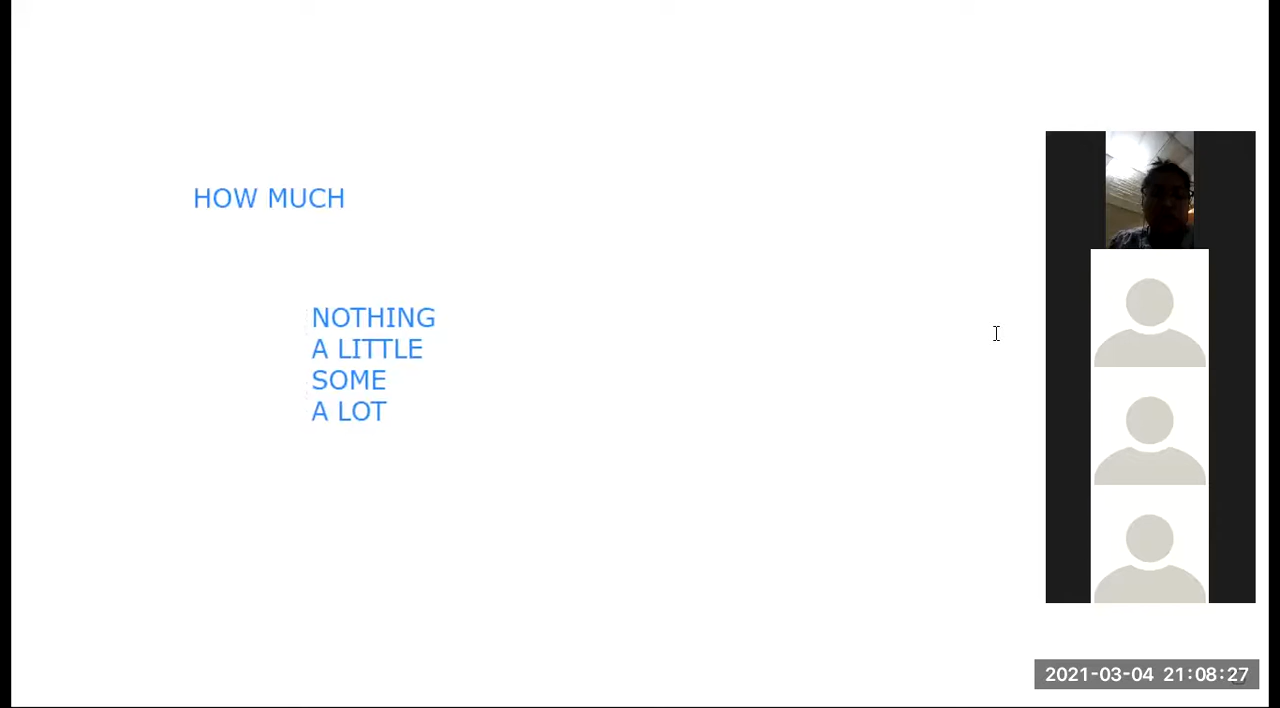 HOW MUCH
NOTHING
A LITTLE
SOME
A LOT
2021-03-04 21:08:27